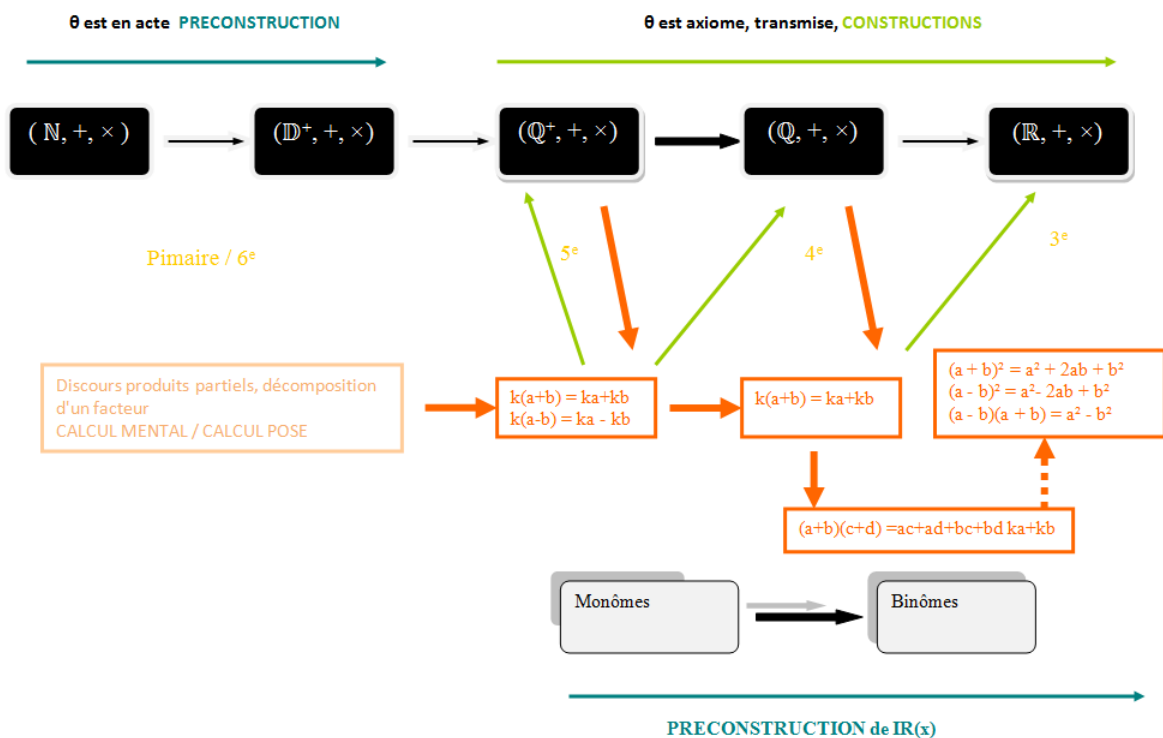 θ est en acte PRECONSTRUCTION
θ est axiome, transmise, CONSTRUCTIONS
( ℕ, +, × )
(𝔻⁺, +, ×)
(ℚ⁺, +, ×)
(ℚ, +, ×)
(ℝ, +, ×)
Pimaire / 6ᵉ
5ᵉ
4ᵉ
3ᵉ
Discours produits partiels, décomposition
d'un facteur
CALCUL MENTAL / CALCUL POSE
k(a+b) = ka+kb
k(a-b) = ka - kb
k(a+b) = ka+kb
(a + b)² = a² + 2ab + b²
(a - b)² = a²- 2ab + b²
(a - b)(a + b) = a² - b²
(a+b)(c+d) =ac+ad+bc+bd ka+kb
Monômes
Binômes
PRECONSTRUCTION de IR(x)